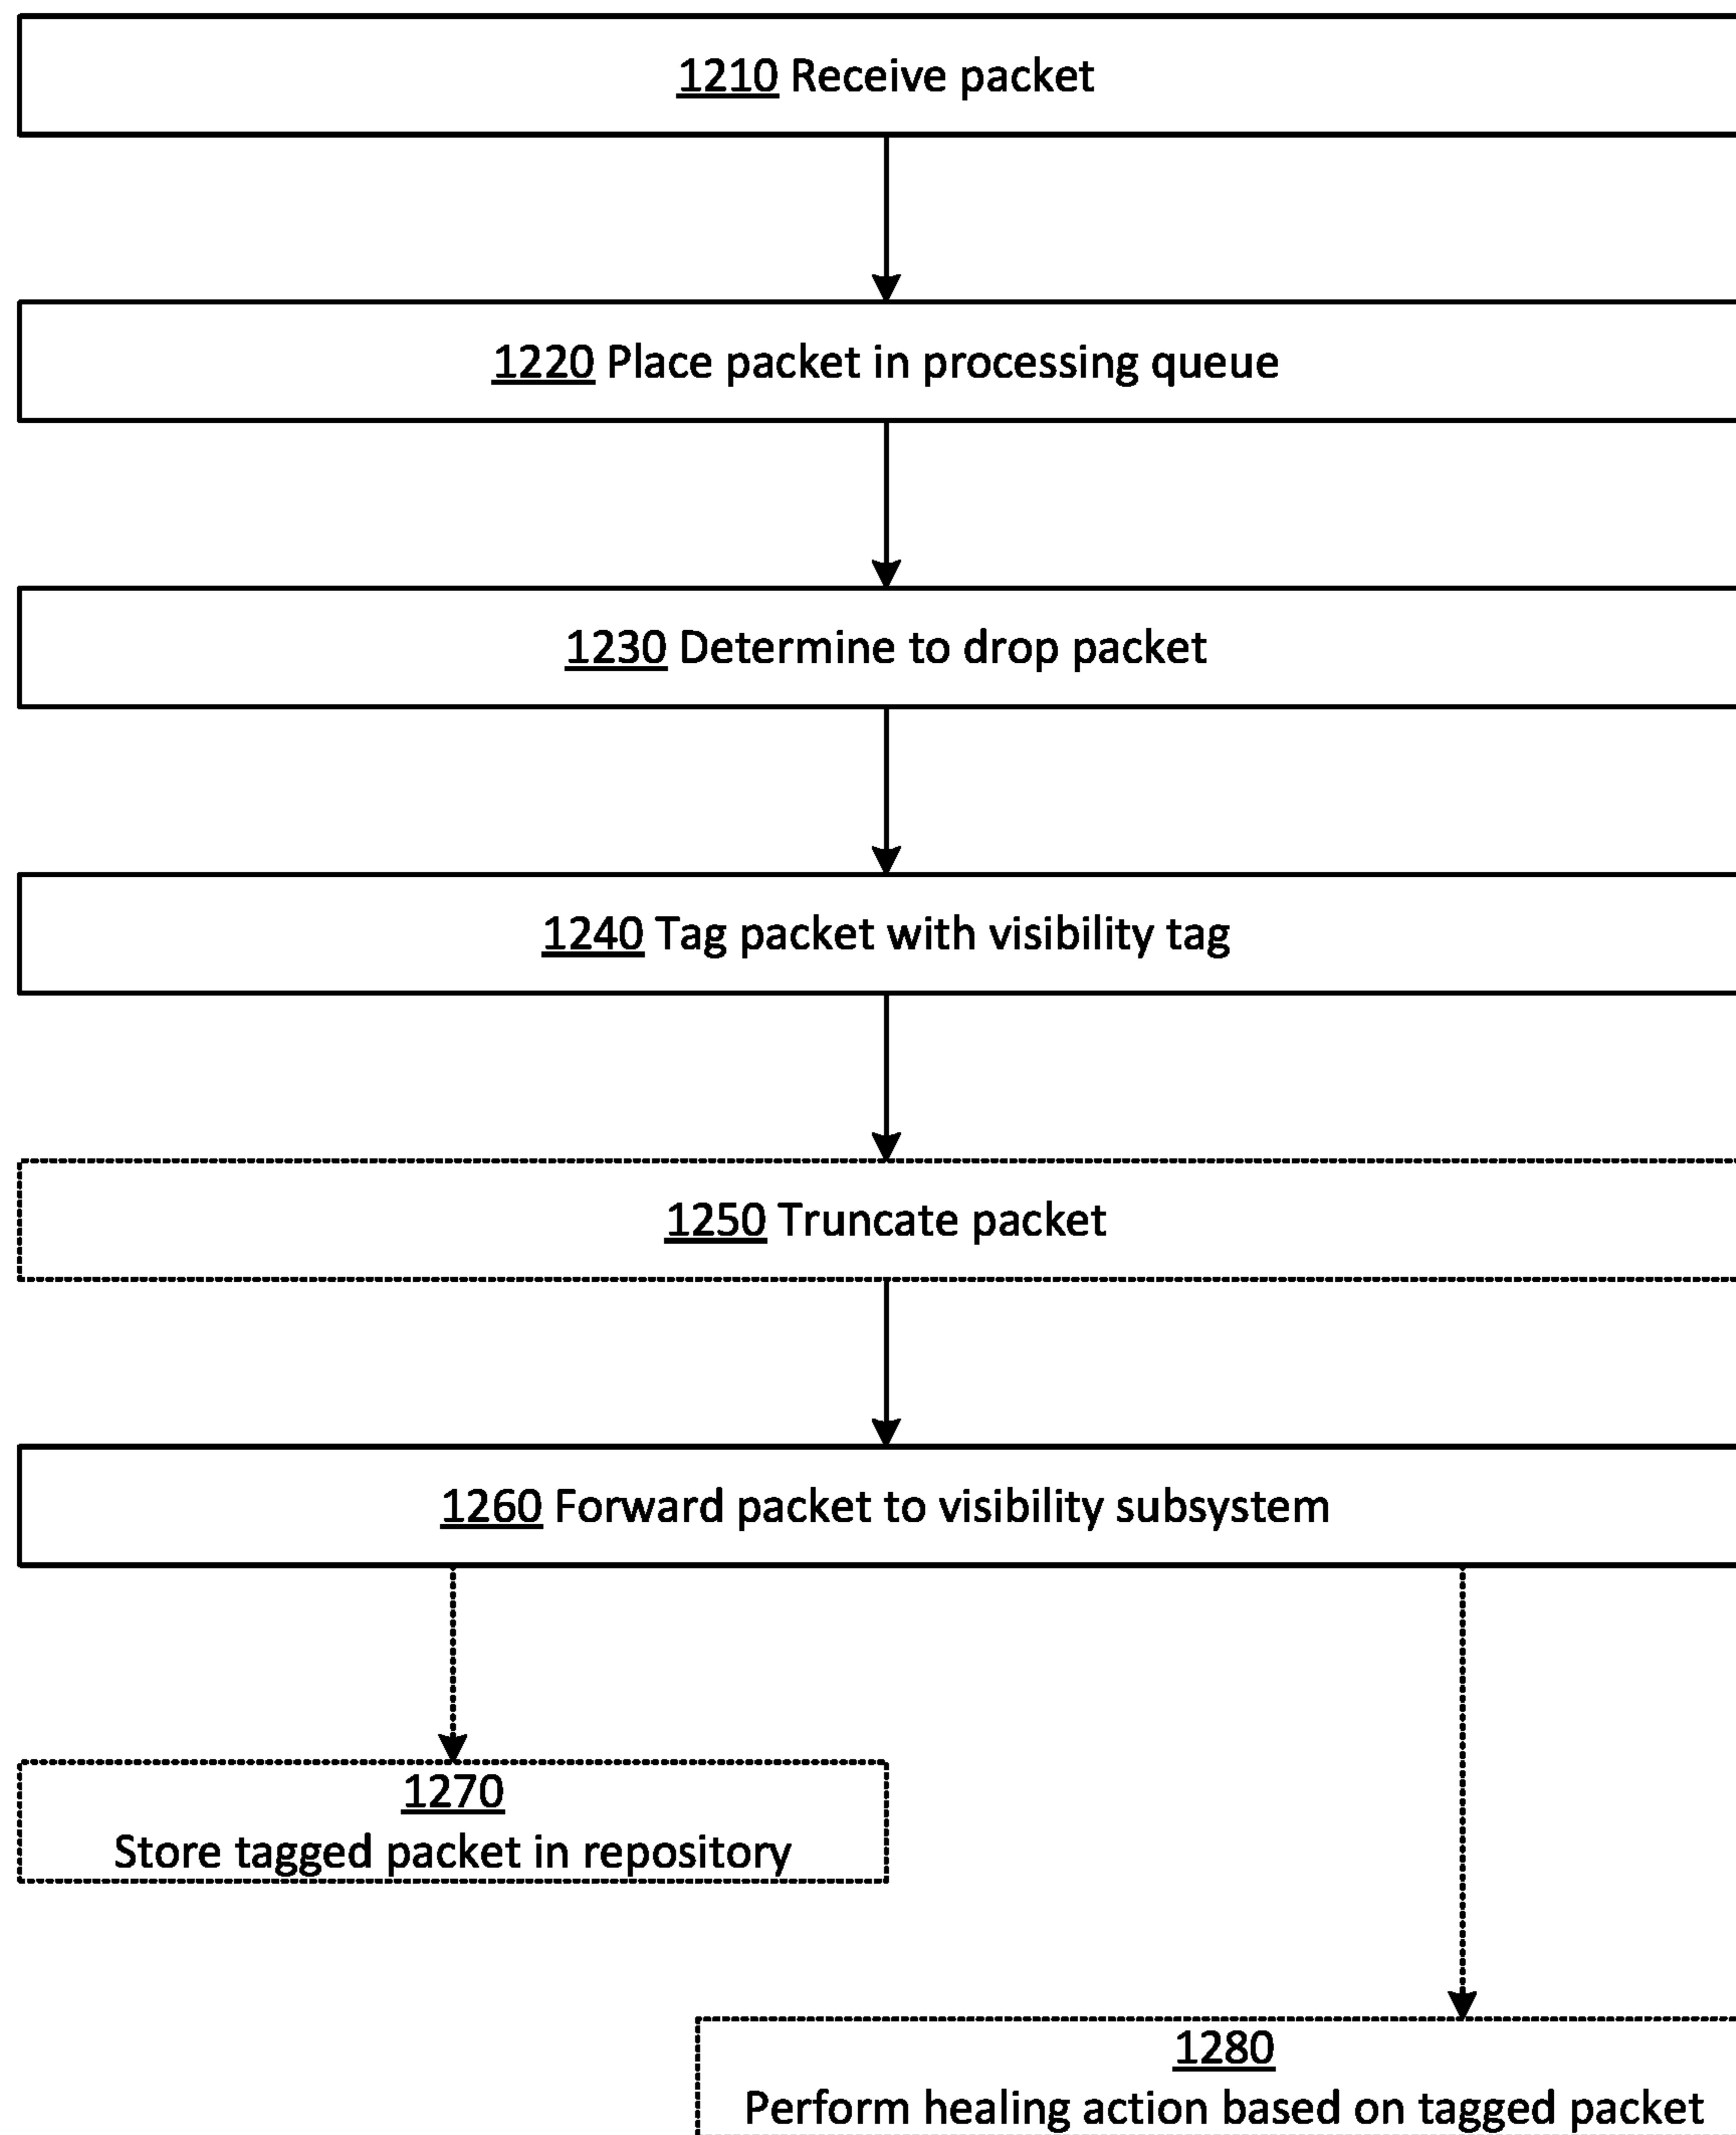 1210 Receive packet
1220 Place packet in processing queue
1230 Determine to drop packet
1240 Tag packet with visibility tag
1250 Truncate packet
1260 Forward packet to visibility subsystem
1270
Store tagged packet in repository
1280
Perform healing action based on tagged packet